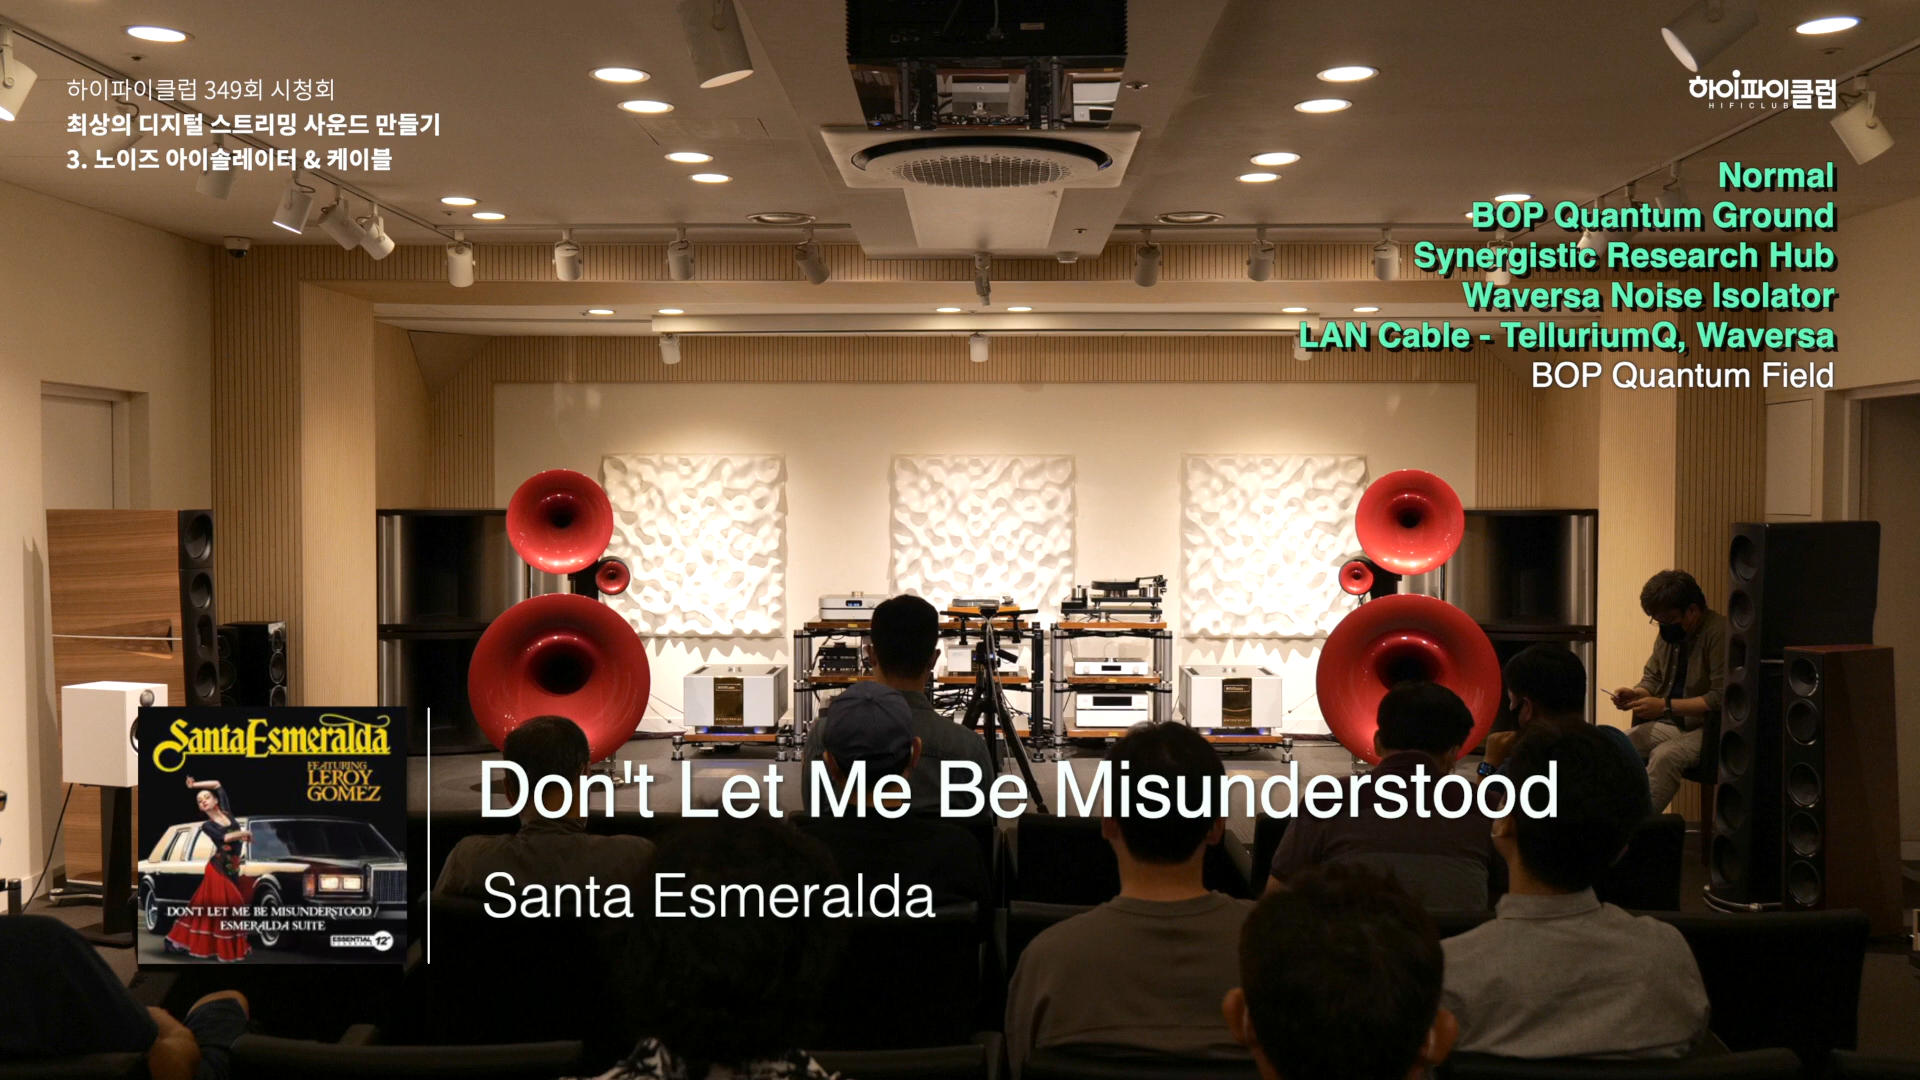 하이파이클럽 349회 시청회
최상의 디지털 스트리밍 사운드 만들기
3. 노이즈 아이솔레이터 & 케이블
하이파이클럽
HIFICLUB
Normal
BOP Quantum Ground
Synergistic Research Hub
Waversa Noise Isolator
LAN Cable - TelluriumQ, Waversa
BOP Quantum Field
Santa Esmeralda
FEATURING
LEROY
GOMEZ
DON'T LET ME BE MISUNDERSTOOD /
ESMERALDA SUITE
ESSENTIAL
12"
Don't Let Me Be Misunderstood
Santa Esmeralda